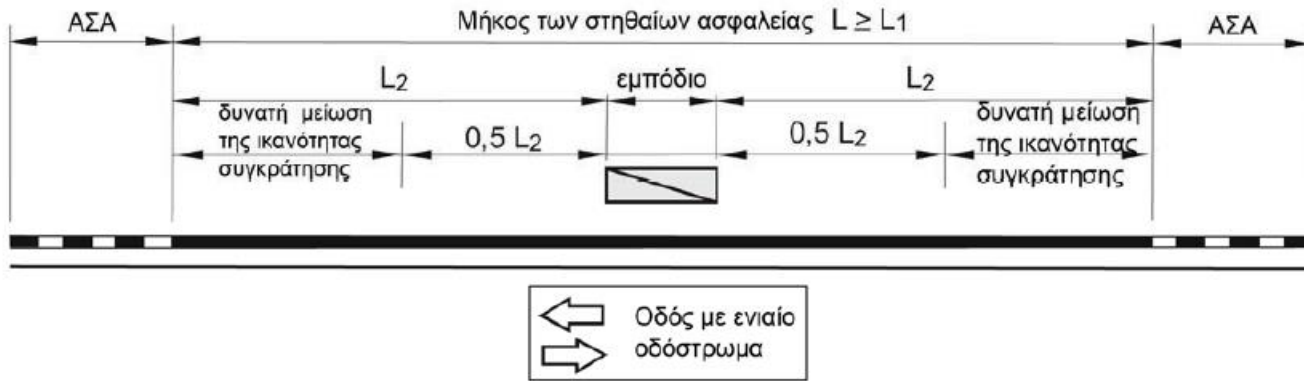 ΑΣΑ
Μήκος των στηθαίων ασφαλείας L ≥ L1
ΑΣΑ
L2
εμπόδιο
L2
δυνατή μείωση
της ικανότητας
συγκράτησης
0,5 L2
0,5 L2
δυνατή μείωση
της ικανότητας
συγκράτησης
Οδός με ενιαίο
οδόστρωμα